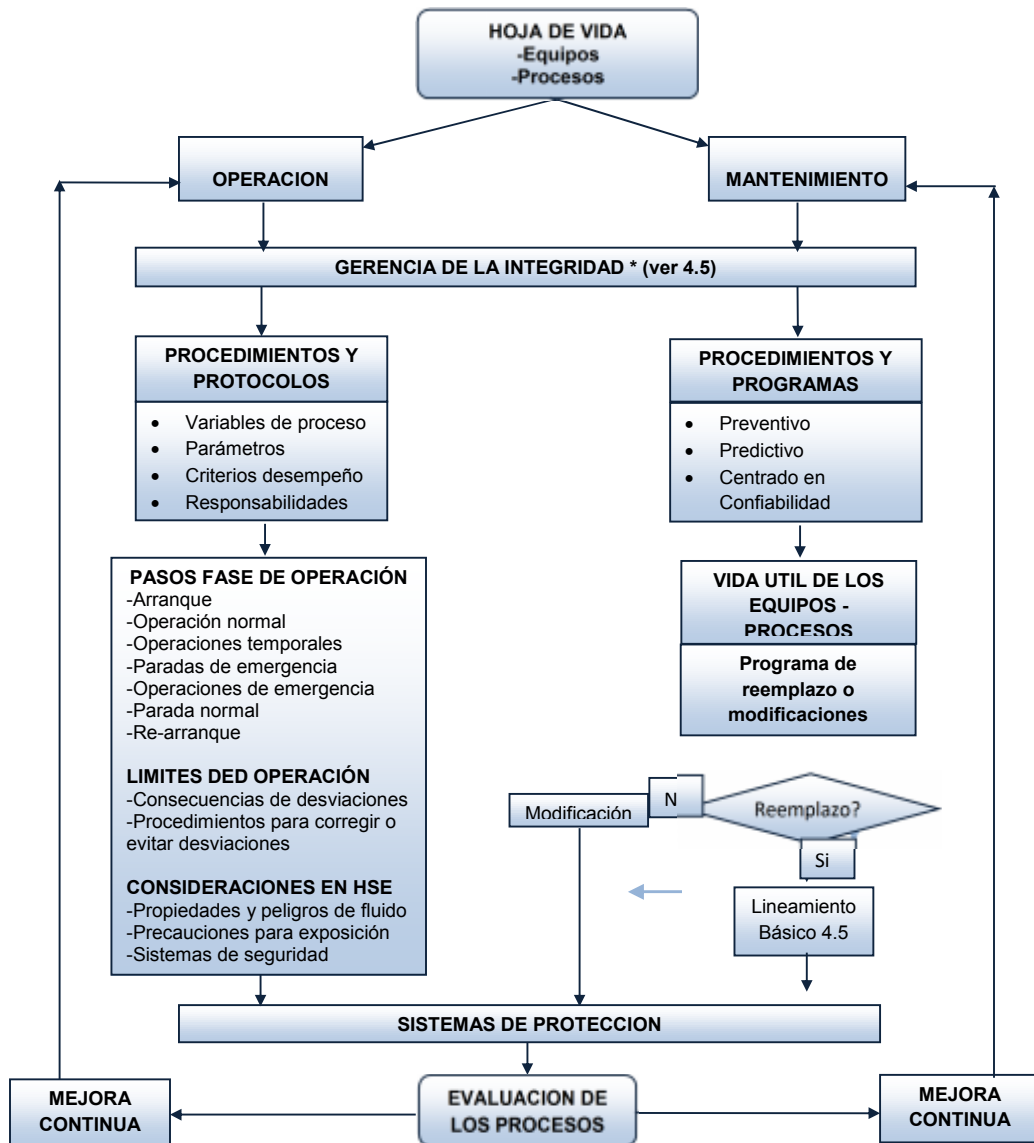 HOJA DE VIDA
-Equipos
-Procesos
OPERACION
MANTENIMIENTO
GERENCIA DE LA INTEGRIDAD * (ver 4.5)
PROCEDIMIENTOS Y
PROTOCOLOS
• Variables de proceso
• Parámetros
• Criterios desempeño
• Responsabilidades
PROCEDIMIENTOS Y
PROGRAMAS
• Preventivo
• Predictivo
• Centrado en
Confiabilidad
PASOS FASE DE OPERACIÓN
-Arranque
-Operación normal
-Operaciones temporales
-Paradas de emergencia
-Operaciones de emergencia
-Parada normal
-Re-arranque
LIMITES DED OPERACIÓN
-Consecuencias de desviaciones
-Procedimientos para corregir o
evitar desviaciones
CONSIDERACIONES EN HSE
-Propiedades y peligros de fluido
-Precauciones para exposición
-Sistemas de seguridad
VIDA UTIL DE LOS
EQUIPOS -
PROCESOS
Programa de
reemplazo o
modificaciones
Reemplazo?
N
Modificación
Si
Lineamiento
Básico 4.5
SISTEMAS DE PROTECCION
EVALUACION DE
LOS PROCESOS
MEJORA
CONTINUA
MEJORA
CONTINUA